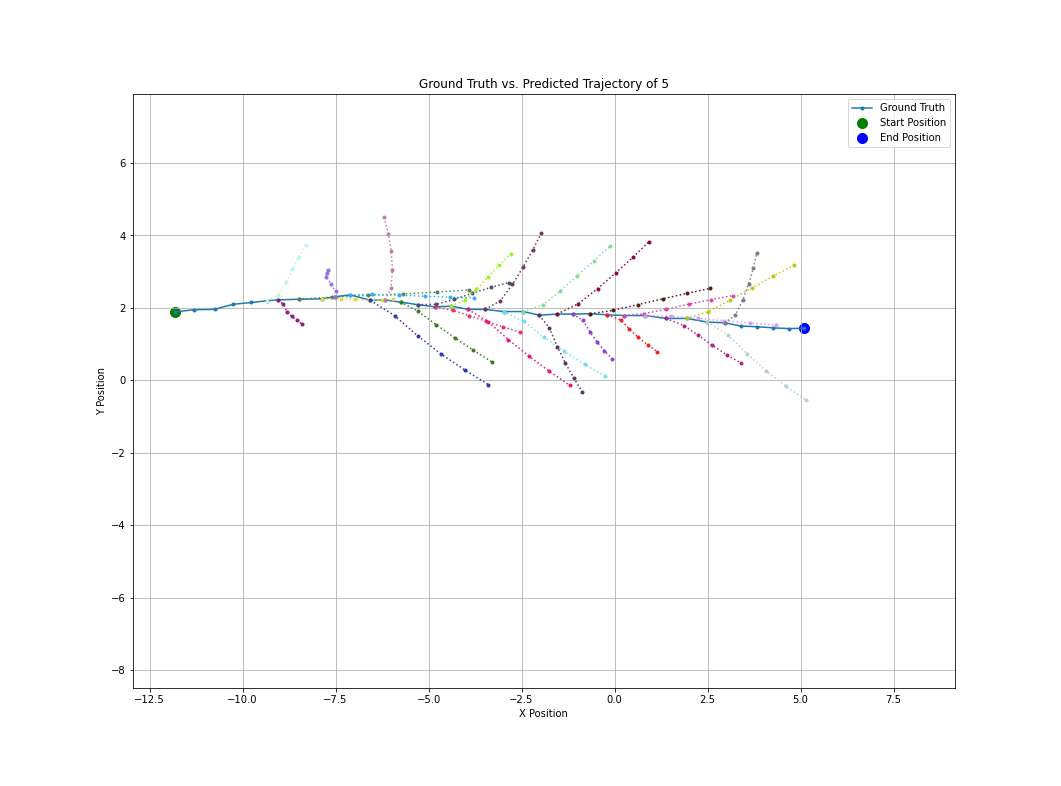 Ground Truth vs. Predicted Trajectory of 5
Ground Truth
Start Position
End Position
6
4
2
0
−2
−4
−6
−8
Y Position
−12.5 −10.0 −7.5 −5.0 −2.5 0.0 2.5 5.0 7.5
X Position